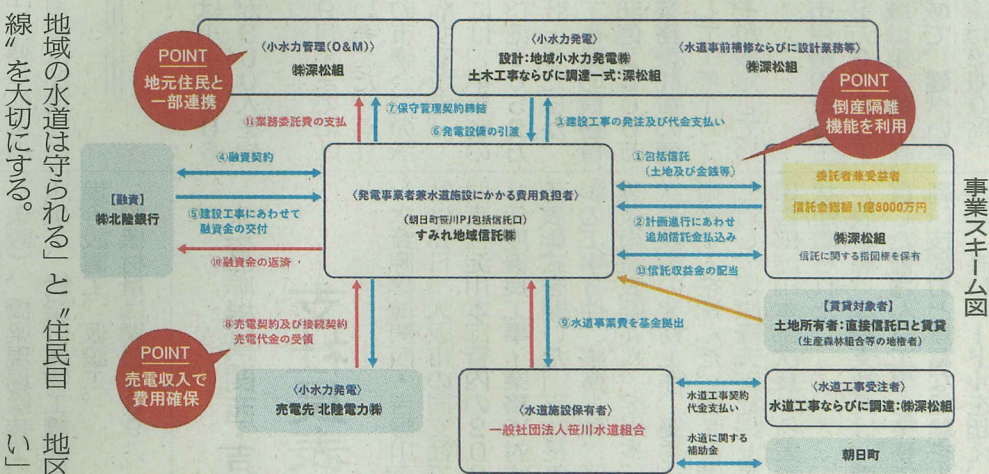 事業スキーム図
〈小水力管理(O&M)〉
㈱深松組
POINT
地元住民と
一部連携
〈小水力発電〉
設計:地域小水力発電㈱
土木工事ならびに調達一式:深松組
〈水道事前補修ならびに設計業務等〉
㈱深松組
POINT
倒産隔離
機能を利用
⑪業務委託費の支払
⑦保守管理契約締結
⑥発電設備の引渡
③建設工事の発注及び代金支払い
④融資契約
【融資】
㈱北陸銀行
⑤建設工事にあわせて
融資金の交付
⑩融資金の返済
〈発電事業者兼水道施設にかかる費用負担者〉
(朝日町笹川PJ包括信託口)
すみれ地域信託㈱
①包括信託
(土地及び金銭等)
②計画進行にあわせ
追加信託金払込み
⑫信託収益金の配当
委託者兼受益者
信託金総額 1億8000万円
㈱深松組
信託に関する指図権を保有
【賃貸対象者】
土地所有者:直接信託口と賃貸
(生産森林組合等の地権者)
⑧売電契約及び接続契約
売電代金の受領
POINT
売電収入で
費用確保
〈小水力発電〉
売電先 北陸電力㈱
⑨水道事業費を基金拠出
〈水道施設保有者〉
一般社団法人笹川水道組合
水道工事契約
代金支払い
〈水道工事受注者〉
水道工事ならびに調達:㈱深松組
水道に関する
補助金
朝日町
地域の水道は守られる」と〝住民目
線〟を大切にする。
地区
い」